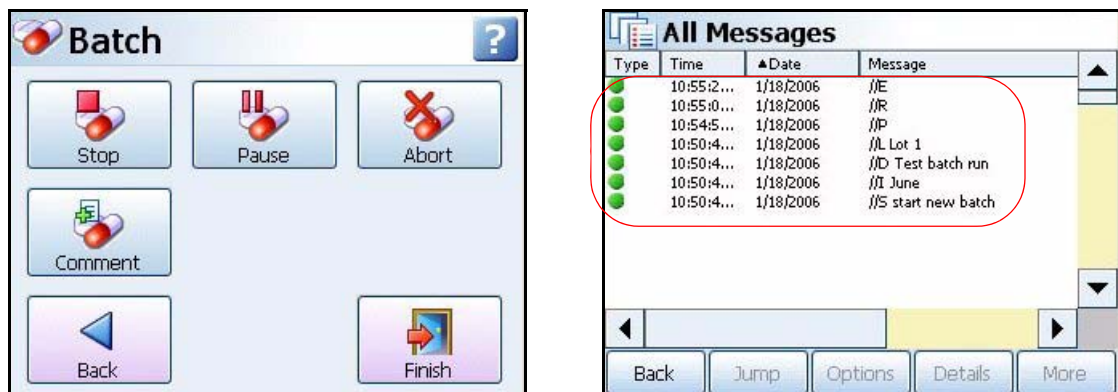 Batch
?
Stop Pause Abort
Comment
Back Finish
All Messages
Type Time ▲Date Message
10:55:2... 1/18/2006 //E
10:55:0... 1/18/2006 //R
10:54:5... 1/18/2006 //P
10:50:4... 1/18/2006 //L Lot 1
10:50:4... 1/18/2006 //D Test batch run
10:50:4... 1/18/2006 //I June
10:50:4... 1/18/2006 //S start new batch
Back Jump Options Details More